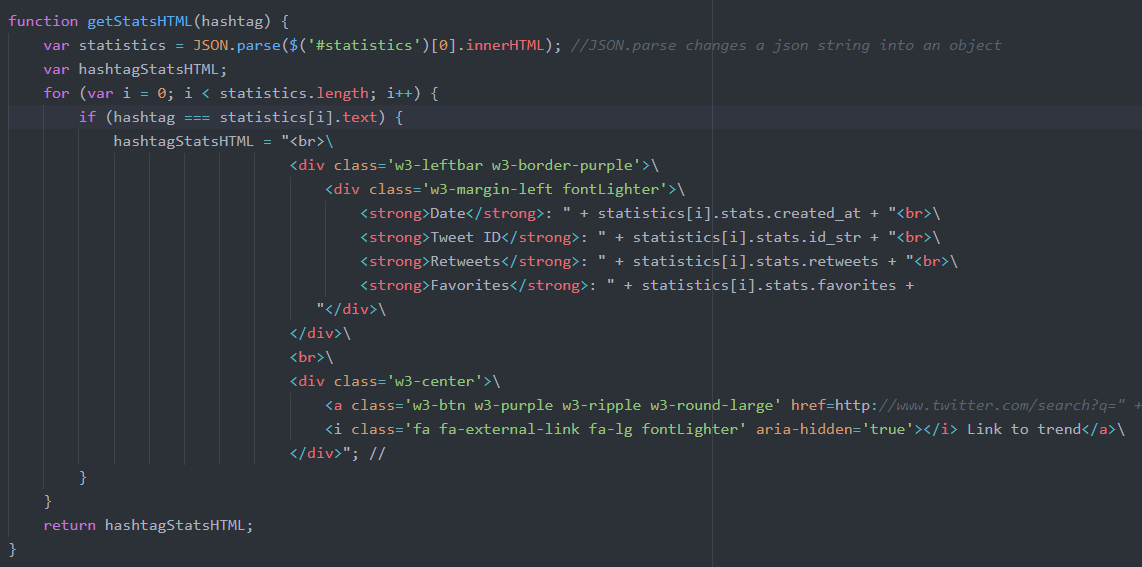 function getStatsHTML(hashtag) {
    var statistics = JSON.parse($('#statistics')[0].innerHTML); //JSON.parse changes a json string into an object
    var hashtagStatsHTML;
    for (var i = 0; i < statistics.length; i++) {
        if (hashtag === statistics[i].text) {
            hashtagStatsHTML = "<br>\
                                <div class='w3-leftbar w3-border-purple'>\
                                    <div class='w3-margin-left fontLighter'>\
                                        <strong>Date</strong>: " + statistics[i].stats.created_at + "<br>\
                                        <strong>Tweet ID</strong>: " + statistics[i].stats.id_str + "<br>\
                                        <strong>Retweets</strong>: " + statistics[i].stats.retweets + "<br>\
                                        <strong>Favorites</strong>: " + statistics[i].stats.favorites +
                                   "</div>\
                                </div>\
                                <br>\
                                <div class='w3-center'>\
                                    <a class='w3-btn w3-purple w3-ripple w3-round-large' href=http://www.twitter.com/search?q=" +
                                    <i class='fa fa-external-link fa-lg fontLighter' aria-hidden='true'></i> Link to trend</a>\
                                </div>"; //
        }
    }
    return hashtagStatsHTML;
}